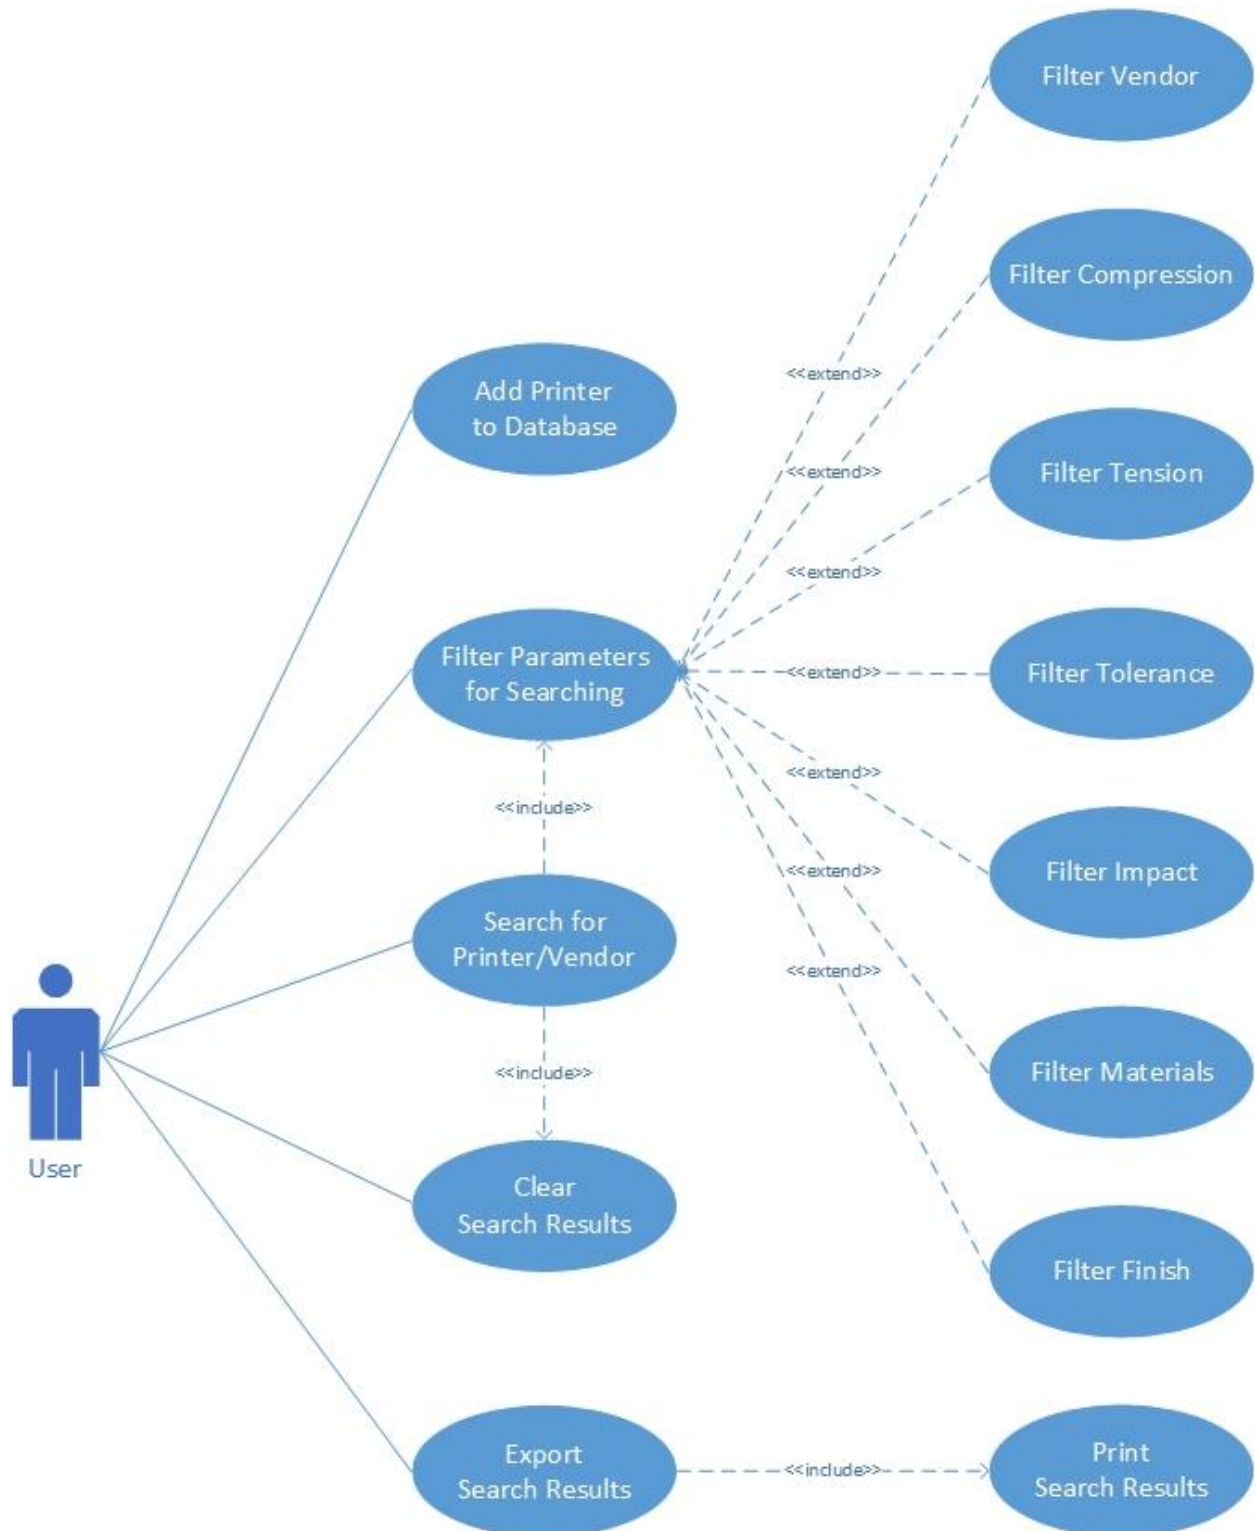 Filter Vendor
Filter Compression
<<extend>>
Add Printer
to Database
<<extend>>
Filter Tension
<<extend>>
Filter Parameters
for Searching
<<extend>>
Filter Tolerance
<<extend>>
<<include>>
Filter Impact
<<extend>>
Search for
Printer/Vendor
<<extend>>
<<include>>
Filter Materials
User
Clear
Search Results
Filter Finish
Export
Search Results
<<include>>
Print
Search Results